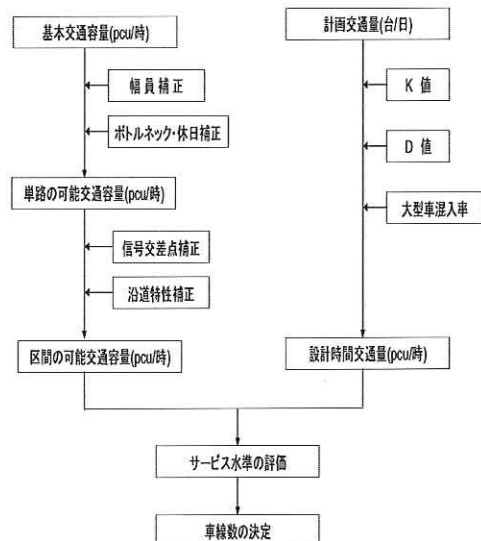 基本交通容量(pcu/時)
幅員補正
ボトルネック・休日補正
単路の可能交通容量(pcu/時)
信号交差点補正
沿道特性補正
区間の可能交通容量(pcu/時)
計画交通量(台/日)
K 値
D 値
大型車混入率
設計時間交通量(pcu/時)
サービス水準の評価
車線数の決定